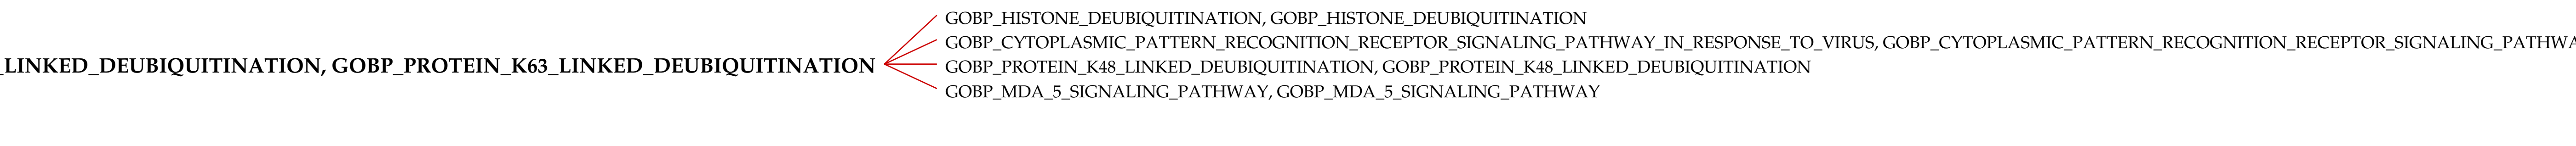 GOBP_HISTONE_DEUBIQUITINATION, GOBP_HISTONE_DEUBIQUITINATION
GOBP_CYTOPLASMIC_PATTERN_RECOGNITION_RECEPTOR_SIGNALING_PATHWAY_IN_RESPONSE_TO_VIRUS, GOBP_CYTOPLASMIC_PATTERN_RECOGNITION_RECEPTOR_SIGNALING_PATHWA
_LINKED_DEUBIQUITINATION, GOBP_PROTEIN_K63_LINKED_DEUBIQUITINATION
GOBP_PROTEIN_K48_LINKED_DEUBIQUITINATION, GOBP_PROTEIN_K48_LINKED_DEUBIQUITINATION
GOBP_MDA_5_SIGNALING_PATHWAY, GOBP_MDA_5_SIGNALING_PATHWAY